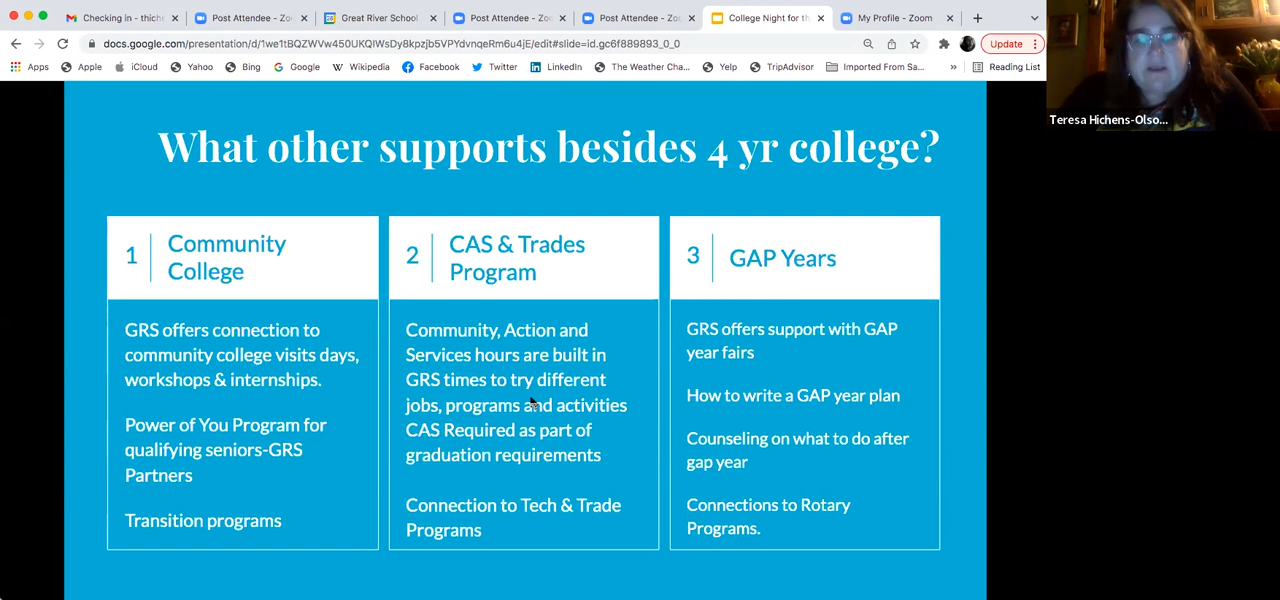 Checking in - thich
Post Attendee - Zo
Great River School
Post Attendee - Zo
Post Attendee - Zo
College Night for th
My Profile - Zoom
docs.google.com/presentation/d/1we1tBQZWVw450UKQIWsDy8kpzjb5VPYdvnqeRm6u4jE/edit#slide=id.gc6f889893_0_0
Update
Apps
Apple
iCloud
Yahoo
Bing
Google
Wikipedia
Facebook
Twitter
LinkedIn
The Weather Cha...
Yelp
TripAdvisor
Imported From Sa...
»
Reading List
Teresa Hichens-Olso...
What other supports besides 4 yr college?
1
Community
College
GRS offers connection to
community college visits days,
workshops & internships.
Power of You Program for
qualifying seniors-GRS
Partners
Transition programs
2
CAS & Trades
Program
Community, Action and
Services hours are built in
GRS times to try different
jobs, programs and activities
CAS Required as part of
graduation requirements
Connection to Tech & Trade
Programs
3
GAP Years
GRS offers support with GAP
year fairs
How to write a GAP year plan
Counseling on what to do after
gap year
Connections to Rotary
Programs.